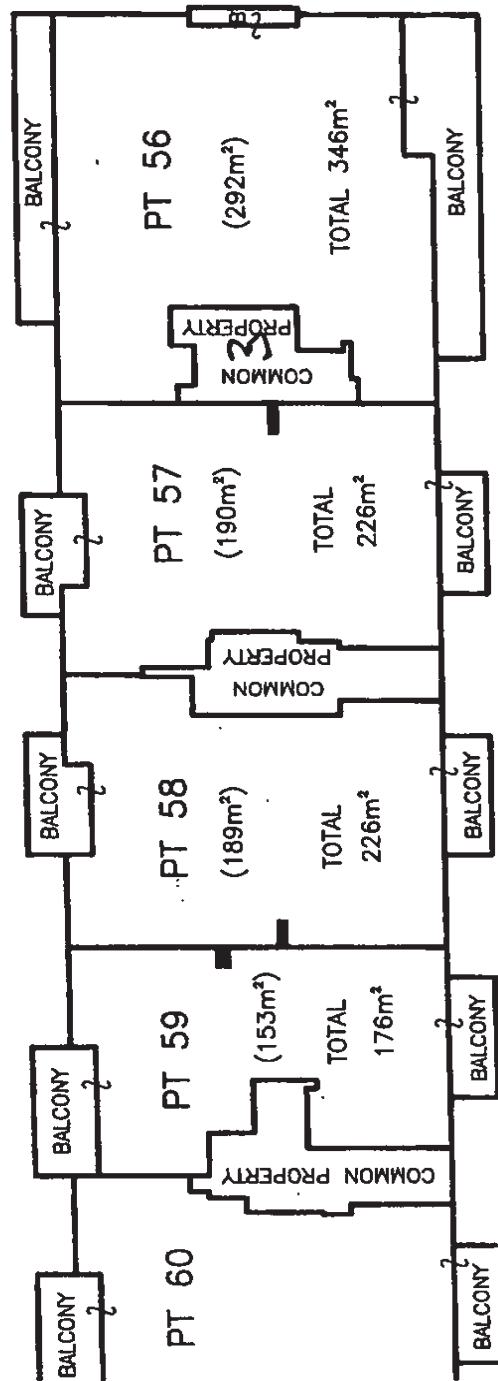 BALCONY
B
PT 56
(292m²)
TOTAL 346m²
BALCONY
COMMON
PROPERTY
3
BALCONY
PT 57
(190m²)
TOTAL
226m²
BALCONY
COMMON
PROPERTY
BALCONY
PT 58
(189m²)
TOTAL
226m²
BALCONY
BALCONY
PT 59
(153m²)
TOTAL
176m²
BALCONY
COMMON PROPERTY
BALCONY
PT 60
BALCONY